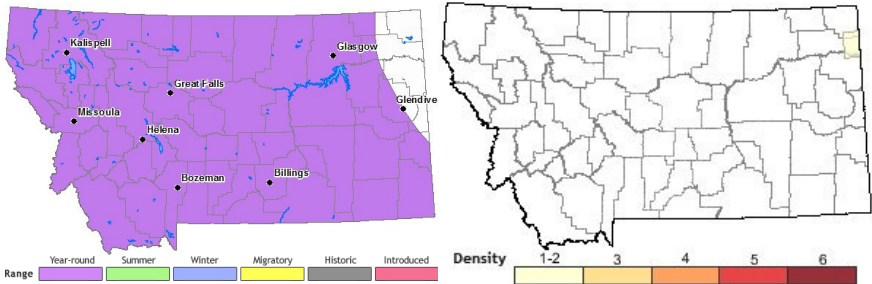 Kalispell
Glasgow
Great Falls
Glendive
Missoula
Helena
Billings
Bozeman
Year-round Summer Winter Migratory Historic Introduced
Range
Density 1-2 3 4 5 6